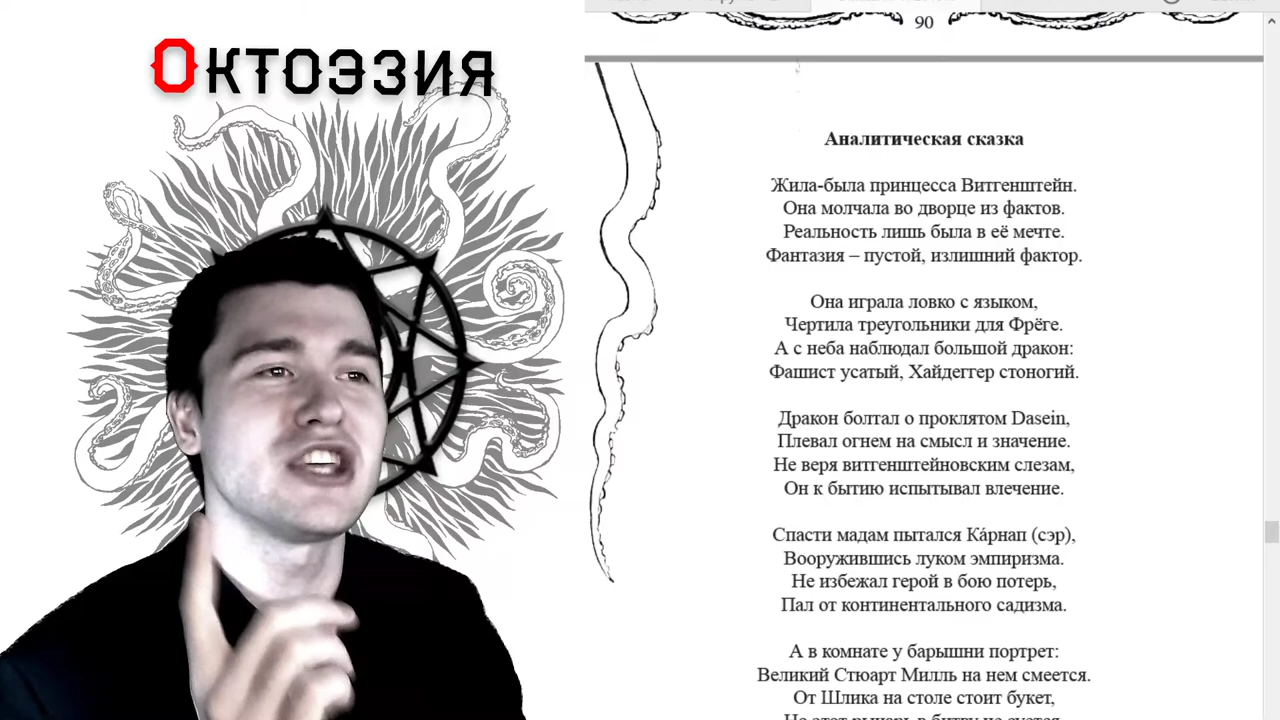 Октоэзия
90
Аналитическая сказка
Жила-была принцесса Витгенштейн.
Она молчала во дворце из фактов.
Реальность лишь была в её мечте.
Фантазия – пустой, излишний фактор.
Она играла ловко с языком,
Чертила треугольники для Фрёге.
А с неба наблюдал большой дракон:
Фашист усатый, Хайдеггер стоногий.
Дракон болтал о проклятом Dasein,
Плевал огнем на смысл и значение.
Не веря витгенштейновским слезам,
Он к бытию испытывал влечение.
Спасти мадам пытался Ка́рнап (сэр),
Вооружившись луком эмпиризма.
Не избежал герой в бою потерь,
Пал от континентального садизма.
А в комнате у барышни портрет:
Великий Стюарт Милль на нем смеется.
От Шлика на столе стоит букет,